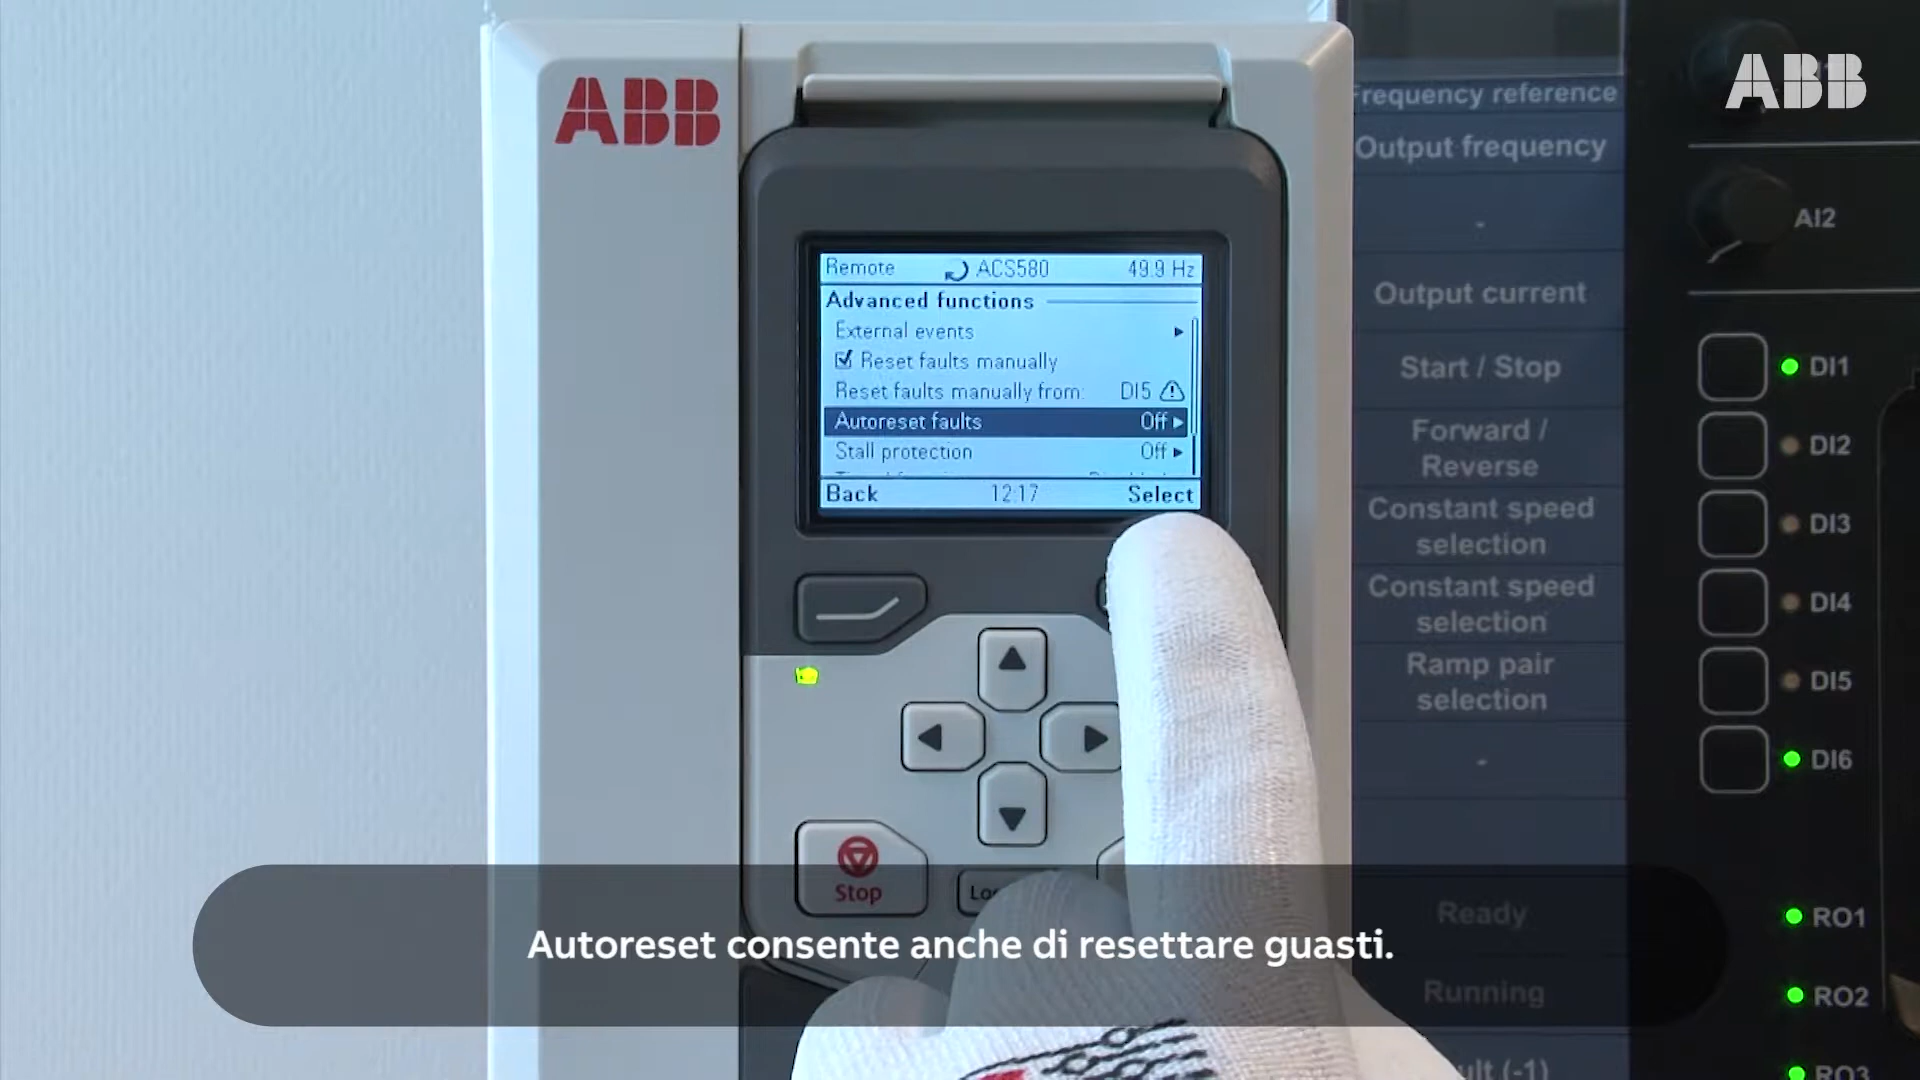 ABB
ABB
Remote ACS580 49.9 Hz
Advanced functions
External events
Reset faults manually
Reset faults manually from: DI5
Autoreset faults Off
Stall protection Off
Back 12:17 Select
Stop
Frequency reference
Output frequency
-
Output current
Start / Stop
Forward /
Reverse
Constant speed
selection
Constant speed
selection
Ramp pair
selection
-
Ready
Running
(-1)
AI2
DI1
DI2
DI3
DI4
DI5
DI6
RO1
RO2
RO3
Autoreset consente anche di resettare guasti.